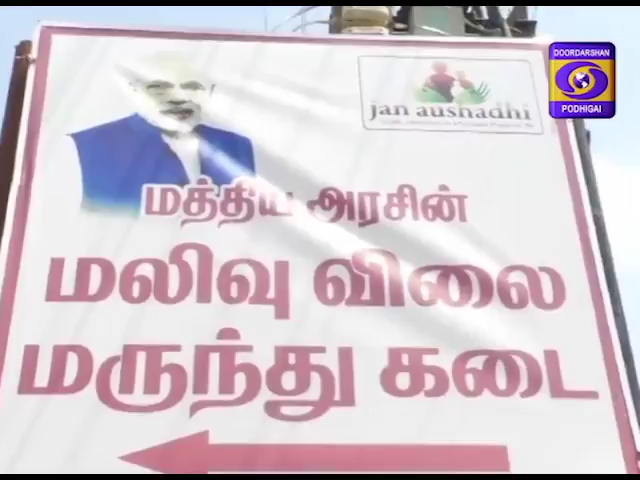 DOORDARSHAN
PODHIGAI
jan aushadhi
மத்திய அரசின்
மலிவு விலை
மருந்து கடை